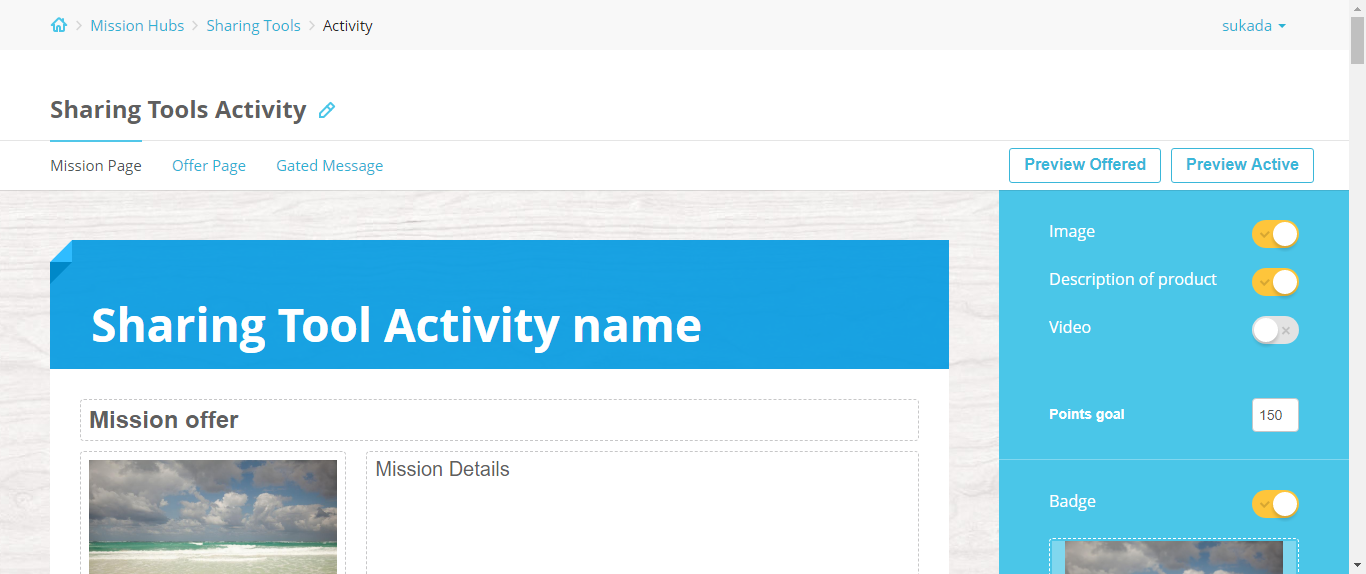 Mission Hubs Sharing Tools Activity
sukada
Sharing Tools Activity
Mission Page Offer Page Gated Message
Preview Offered Preview Active
Sharing Tool Activity name
Mission offer
Mission Details
Image
Description of product
Video
Points goal 150
Badge